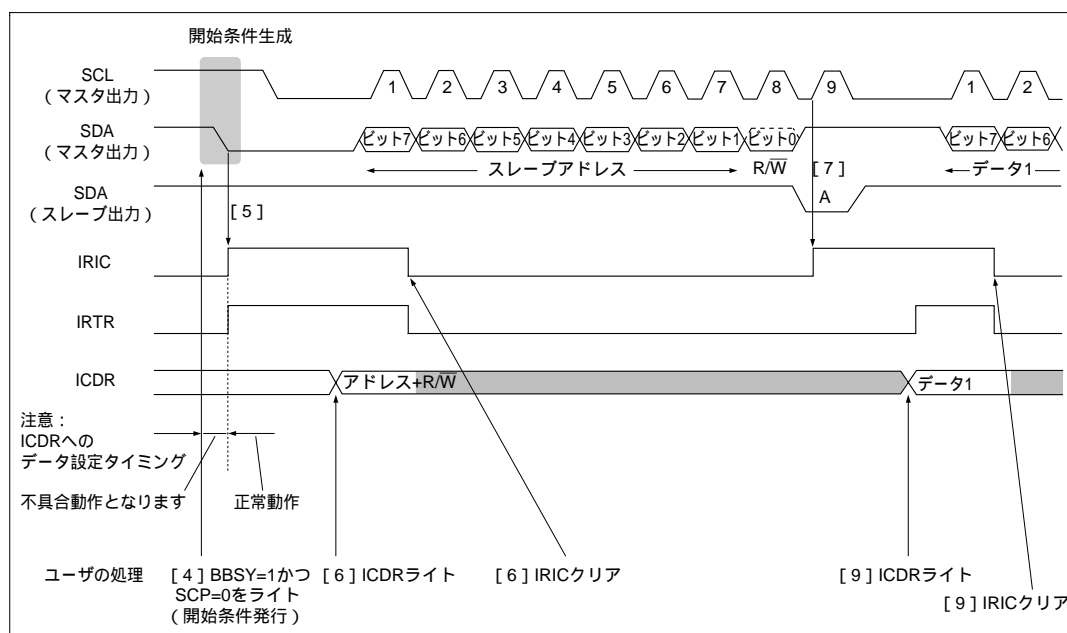 開始条件生成
SCL
（マスタ出力）
1 2 3 4 5 6 7 8 9 1 2
SDA
（マスタ出力）
ビット7 ビット6 ビット5 ビット4 ビット3 ビット2 ビット1 ビット0 ビット7 ビット6
スレーブアドレス R/W̅ [7] データ1
SDA
（スレーブ出力）
[5]
A
IRIC
IRTR
ICDR
アドレス+R/W̅ データ1
注意：
ICDRへの
データ設定タイミング
不具合動作となります 正常動作
ユーザの処理
[4] BBSY=1かつ
SCP=0をライト
（開始条件発行）
[6] ICDRライト
[6] IRICクリア
[9] ICDRライト
[9] IRICクリア